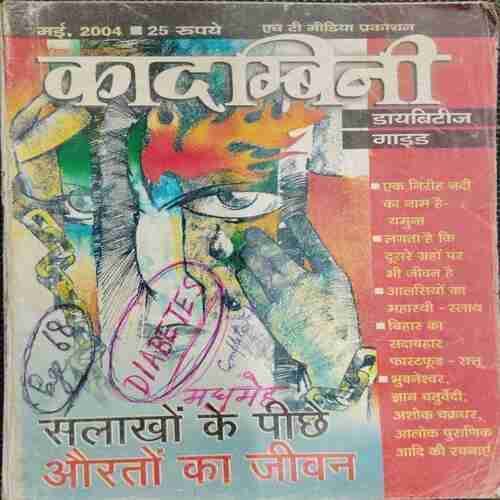 मई, 2004 ■ 25 रुपये
एच टी मीडिया प्रकाशन
कादम्बिनी
डायबिटीज
गाइड
■ एक निरीह नदी
का नाम है-
यमुना
■ लगता है कि
दूसरे ग्रहों पर
भी जीवन है
■ आलसियों का
महारथी - स्लाथ
■ बिहार का
सदाबहार
फास्टफूड - सत्तू
■ भुवनेश्वर,
ज्ञान चतुर्वेदी,
अशोक चक्रधर,
आलोक पुराणिक
आदि की रचनाएं
Page 68
DIABETES
मधुमेह
सलाखों के पीछे
औरतों का जीवन